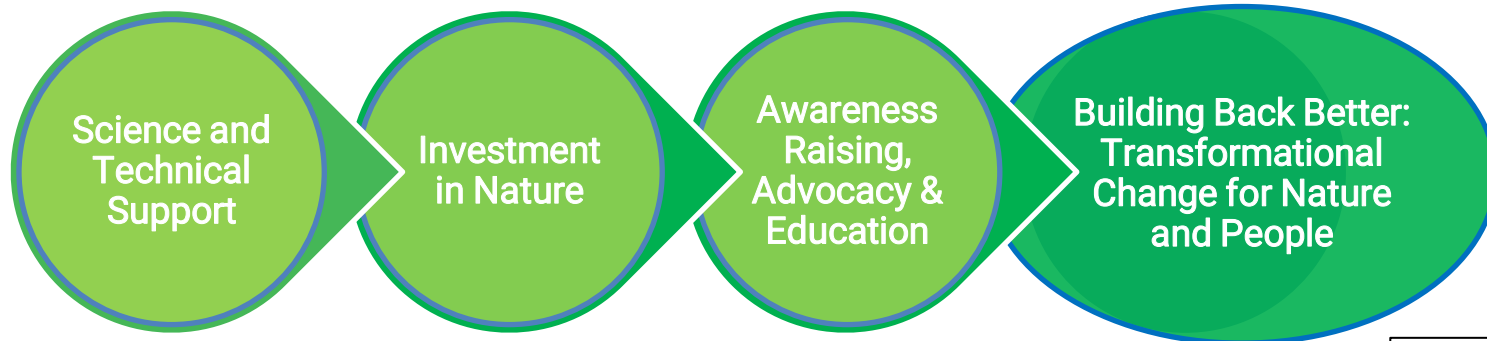 Science and
Technical
Support
Investment
in Nature
Awareness
Raising,
Advocacy &
Education
Building Back Better:
Transformational
Change for Nature
and People